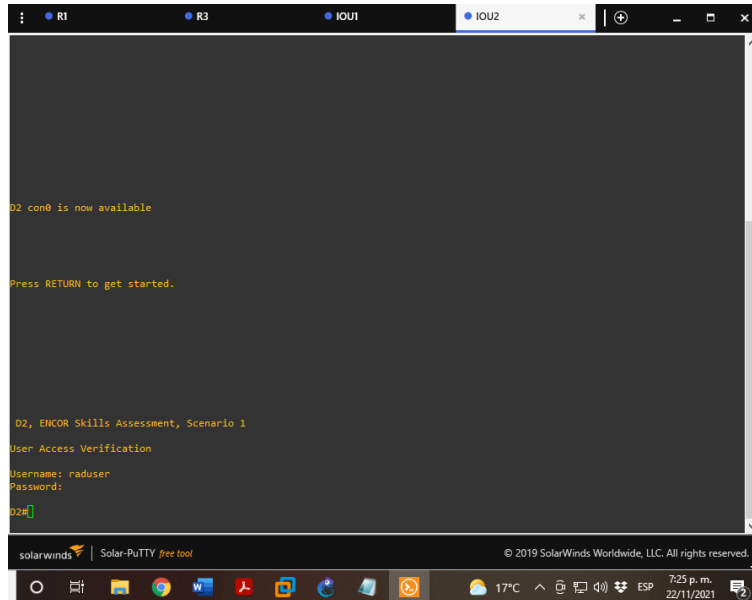 R1
R3
IOU1
IOU2
D2 con0 is now available
Press RETURN to get started.
D2, ENCOR Skills Assessment, Scenario 1
User Access Verification
Username: raduser
Password:
D2#
solarwinds Solar-PuTTY free tool
© 2019 SolarWinds Worldwide, LLC. All rights reserved.
17°C ESP 7:25 p. m.
22/11/2021
2